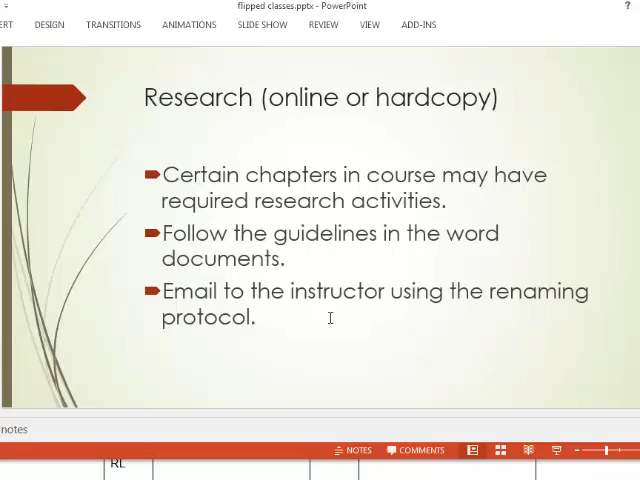 flipped classes.pptx - PowerPoint
?
ERT DESIGN TRANSITIONS ANIMATIONS SLIDE SHOW REVIEW VIEW ADD-INS
Research (online or hardcopy)
Certain chapters in course may have
required research activities.
Follow the guidelines in the word
documents.
Email to the instructor using the renaming
protocol.
notes
NOTES COMMENTS
RL